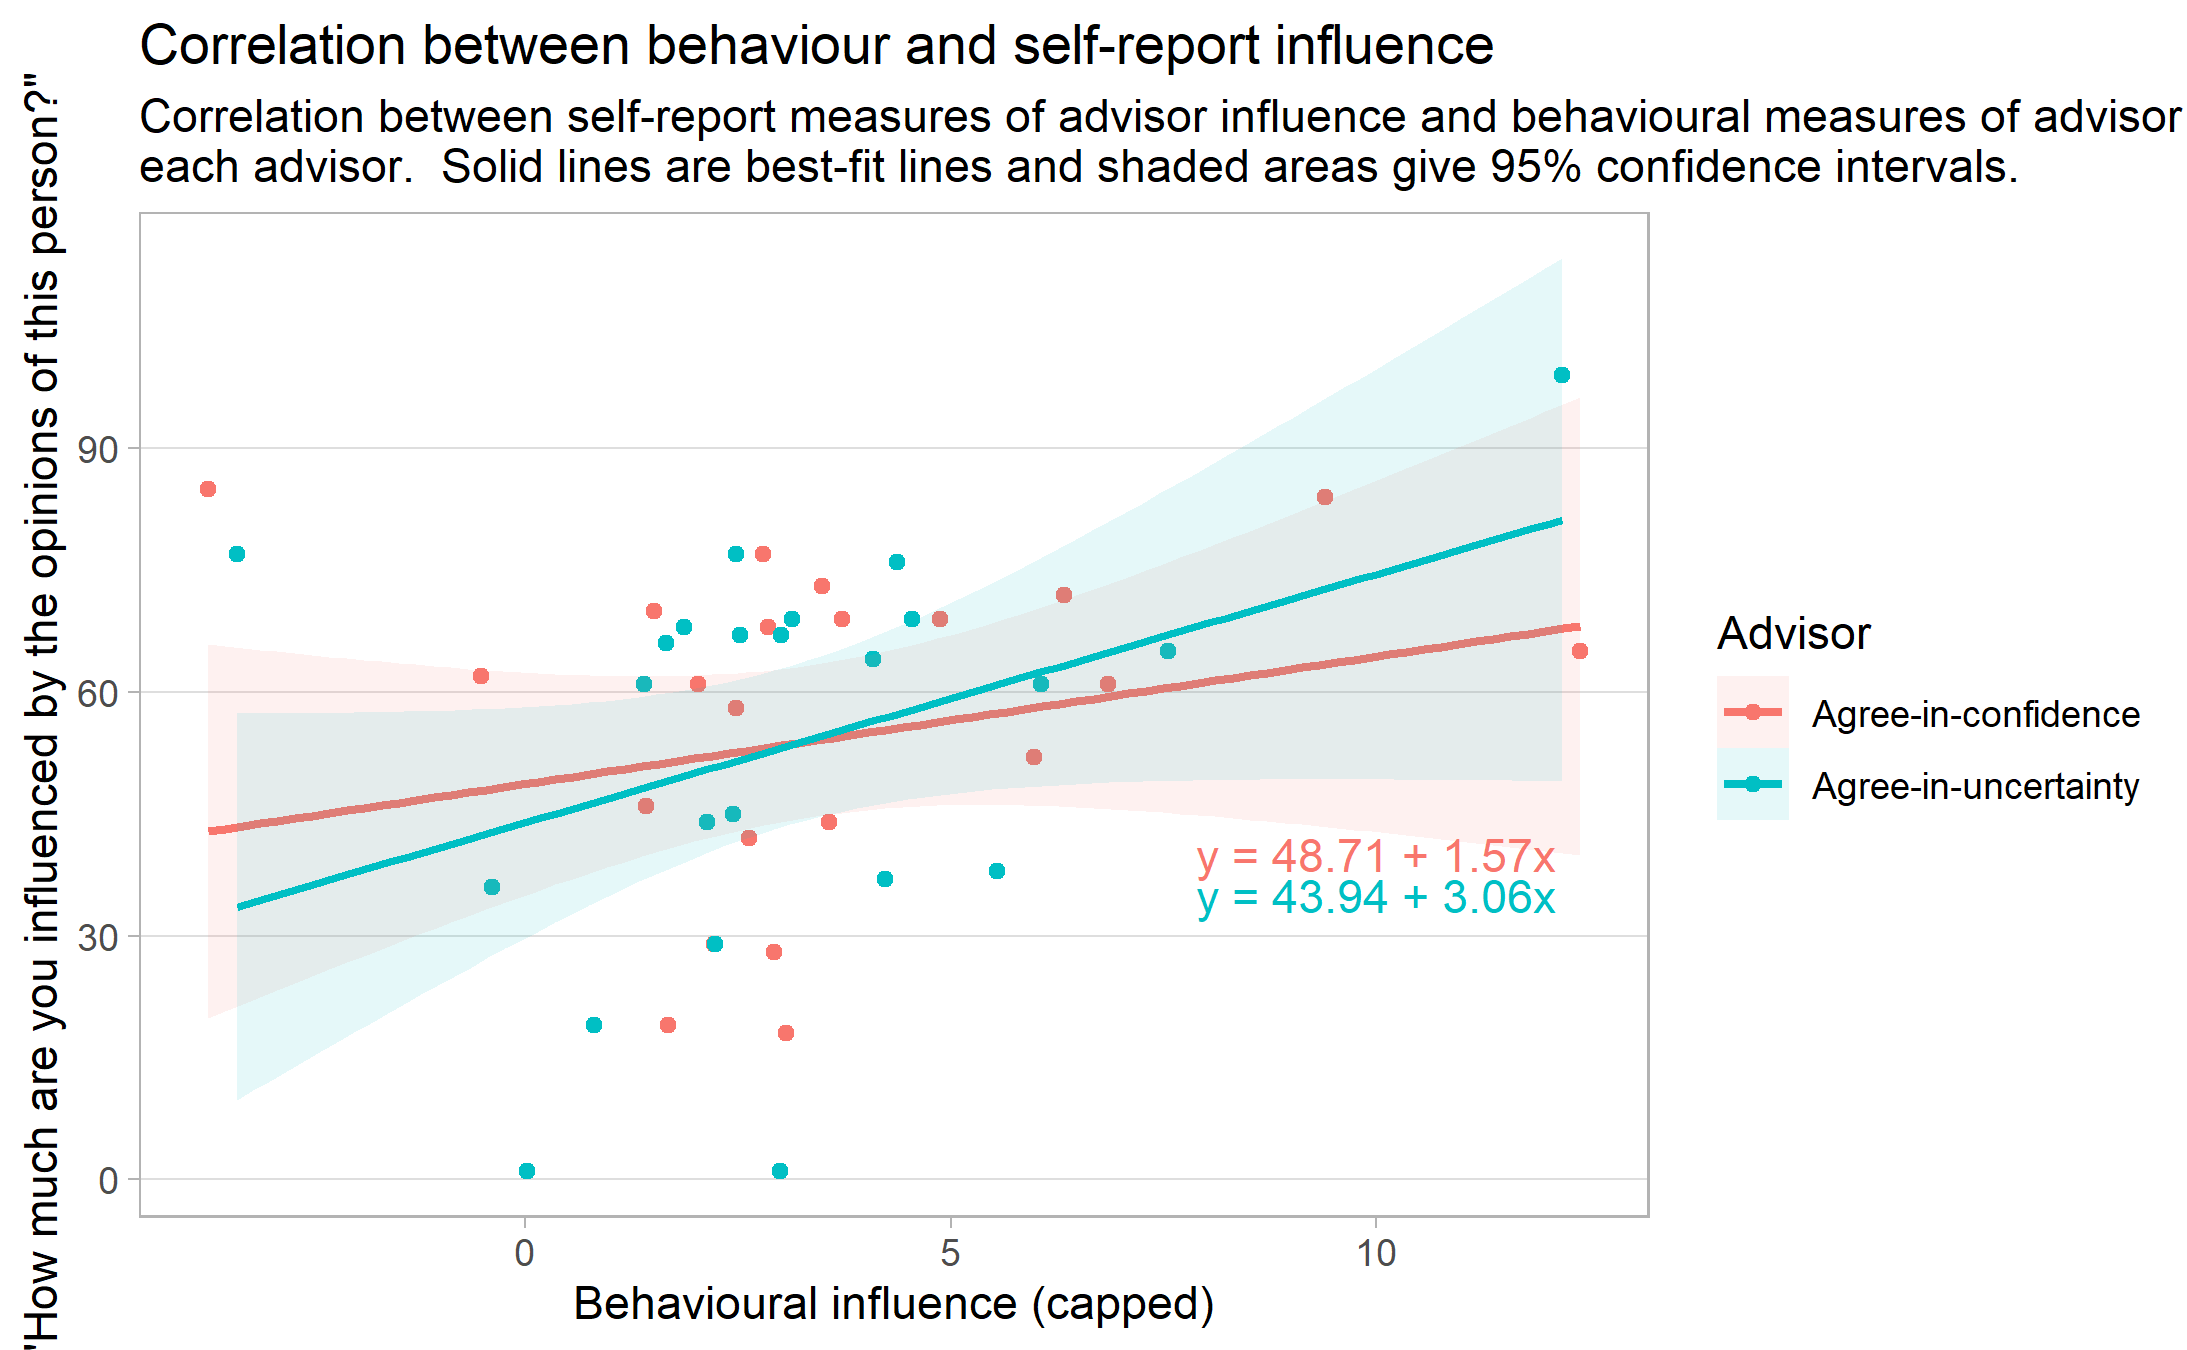 Correlation between behaviour and self-report influence
Correlation between self-report measures of advisor influence and behavioural measures of advisor
each advisor.  Solid lines are best-fit lines and shaded areas give 95% confidence intervals.
"How much are you influenced by the opinions of this person?"
90
60
30
0
y = 48.71 + 1.57x
y = 43.94 + 3.06x
0
5
10
Behavioural influence (capped)
Advisor
Agree-in-confidence
Agree-in-uncertainty